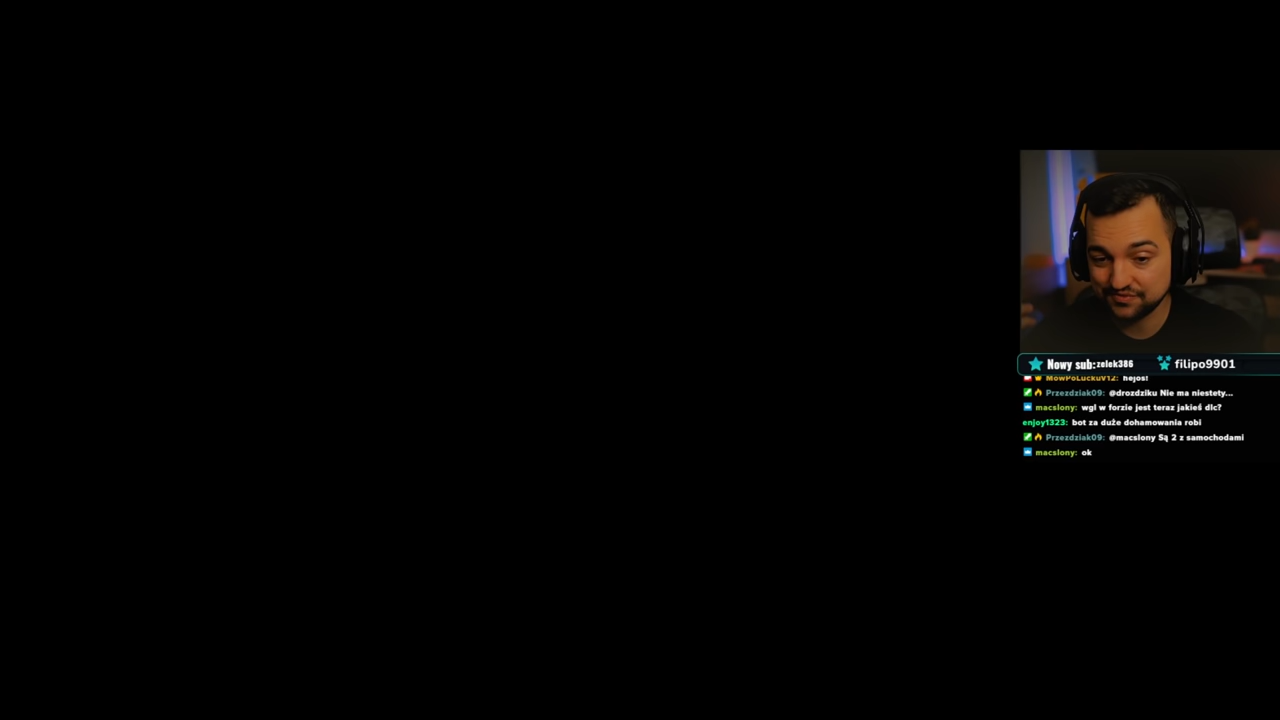 Nowy sub: zelek386 filipo9901
MowPoLuckuV12: hejos!
Przezdziak09: @drozdziku Nie ma niestety...
macslony: wgl w forzie jest teraz jakieś dlc?
enjoy1323: bot za duże dohamowania robi
Przezdziak09: @macslony Są 2 z samochodami
macslony: ok